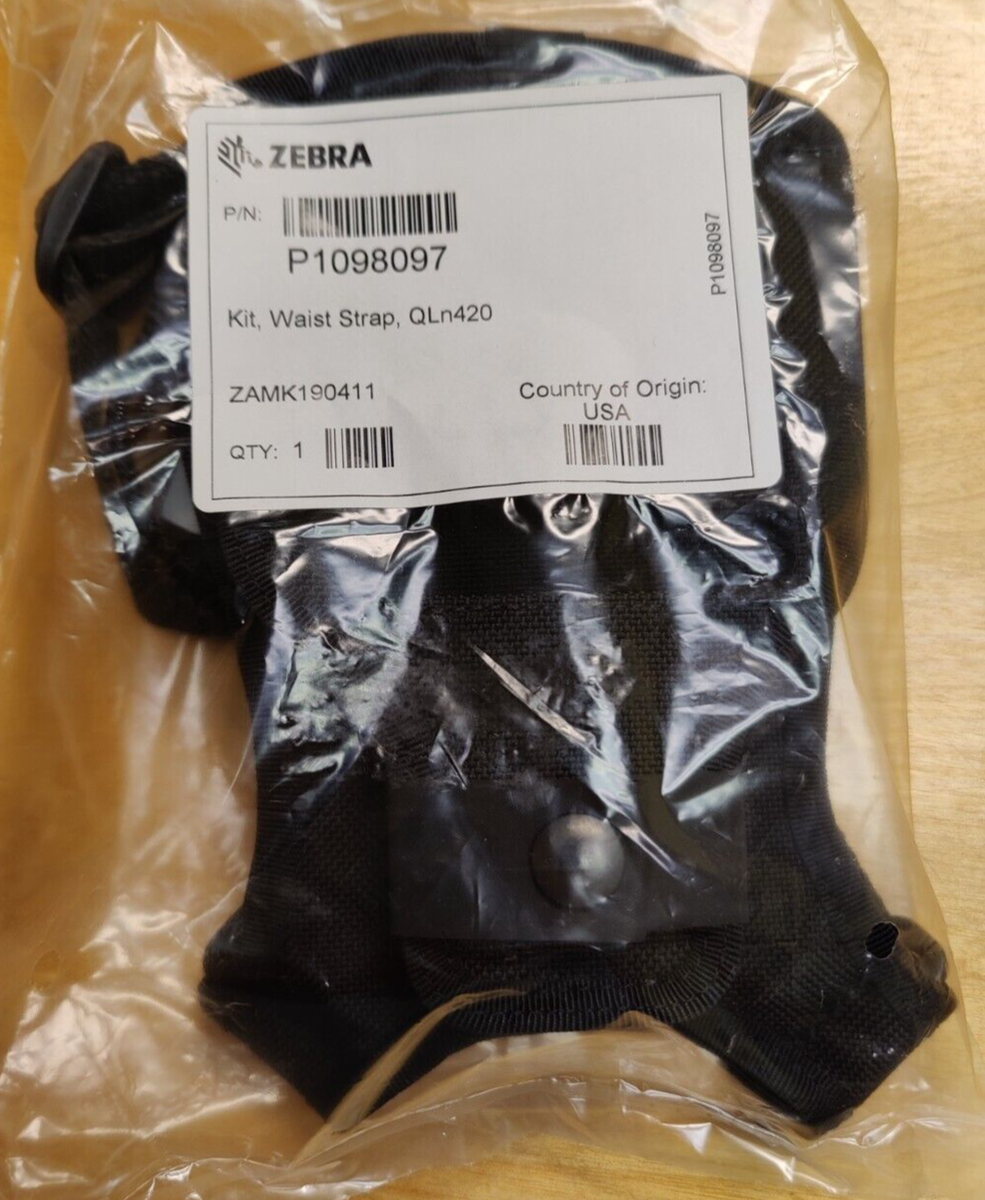 ZEBRA
P/N:
P1098097
P1098097
Kit, Waist Strap, QLn420
ZAMK190411
Country of Origin:
USA
QTY: 1